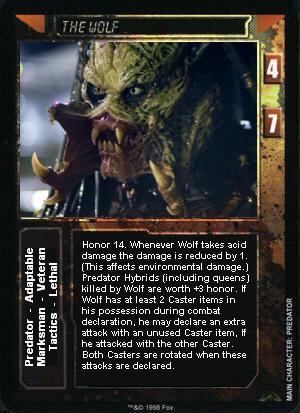 THE WOLF
4
7
Predator - Adaptable
Marksman - Veteran
Tactics - Lethal
Honor 14. Whenever Wolf takes acid
damage the damage is reduced by 1.
(This affects environmental damage.)
Predator Hybrids (including queens)
killed by Wolf are worth +3 honor. If
Wolf has at least 2 Caster items in
his possession during combat
declaration, he may declare an extra
attack with an unused Caster item, If
he attacked with the other Caster.
Both Casters are rotated when these
attacks are declared.
MAIN CHARACTER: PREDATOR
™&© 1998 Fox